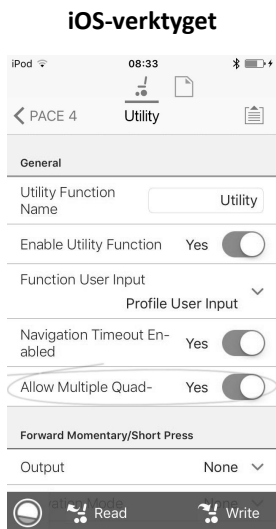 iOS-verktyget
iPod 08:33
PACE 4 Utility
General
Utility Function
Name
Utility
Enable Utility Function Yes
Function User Input
Profile User Input
Navigation Timeout En-
abled
Yes
Allow Multiple Quad- Yes
Forward Momentary/Short Press
Output None
Read Write